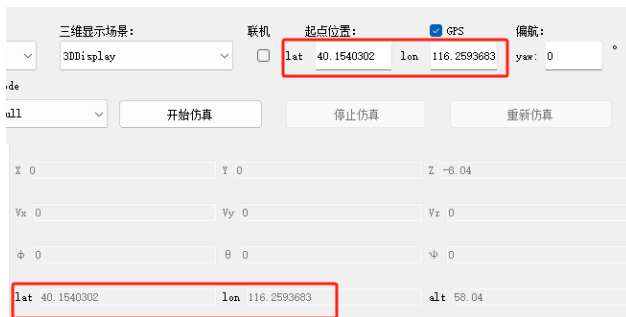 三维显示场景: 联机 起点位置: GPS 偏航:
3DDisplay lat 40.1540302 lon 116.2593683 yaw: 0 °
ode
ull 开始仿真 停止仿真 重新仿真
X 0 Y 0 Z -8.04
Vx 0 Vy 0 Vz 0
ϕ 0 θ 0 ψ 0
lat 40.1540302 lon 116.2593683 alt 58.04